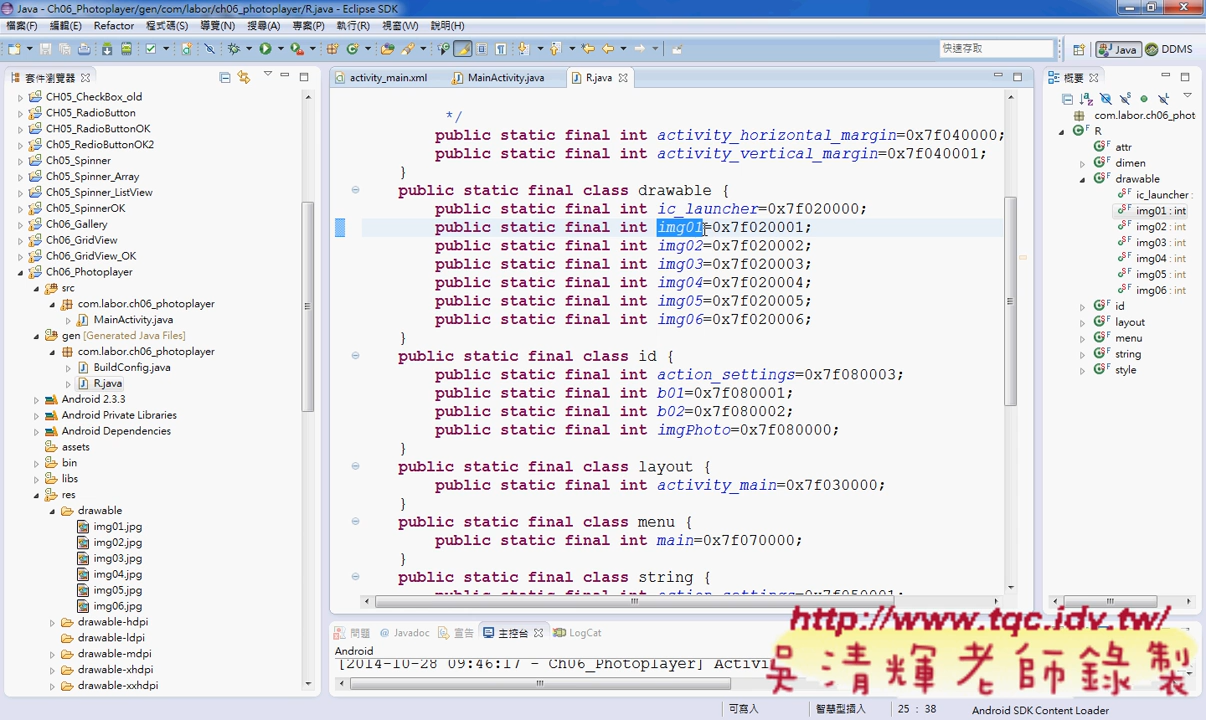 Java - Ch06_Photoplayer/gen/com/labor/ch06_photoplayer/R.java - Eclipse SDK
檔案(F) 編輯(E) Refactor 程式碼(S) 導覽(N) 搜尋(A) 專案(P) 執行(R) 視窗(W) 說明(H)
快速存取
Java
DDMS
套件瀏覽器
CH05_CheckBox_old
CH05_RadioButton
CH05_RadioButtonOK
Ch05_RedioButtonOK2
Ch05_Spinner
Ch05_Spinner_Array
Ch05_Spinner_ListView
Ch05_SpinnerOK
Ch06_Gallery
Ch06_GridView
Ch06_GridView_OK
Ch06_Photoplayer
src
com.labor.ch06_photoplayer
MainActivity.java
gen [Generated Java Files]
com.labor.ch06_photoplayer
BuildConfig.java
R.java
Android 2.3.3
Android Private Libraries
Android Dependencies
assets
bin
libs
res
drawable
img01.jpg
img02.jpg
img03.jpg
img04.jpg
img05.jpg
img06.jpg
drawable-hdpi
drawable-ldpi
drawable-mdpi
drawable-xhdpi
drawable-xxhdpi
activity_main.xml MainActivity.java R.java
*/
public static final int activity_horizontal_margin=0x7f040000;
public static final int activity_vertical_margin=0x7f040001;
}
public static final class drawable {
public static final int ic_launcher=0x7f020000;
public static final int img01=0x7f020001;
public static final int img02=0x7f020002;
public static final int img03=0x7f020003;
public static final int img04=0x7f020004;
public static final int img05=0x7f020005;
public static final int img06=0x7f020006;
}
public static final class id {
public static final int action_settings=0x7f080003;
public static final int b01=0x7f080001;
public static final int b02=0x7f080002;
public static final int imgPhoto=0x7f080000;
}
public static final class layout {
public static final int activity_main=0x7f030000;
}
public static final class menu {
public static final int main=0x7f070000;
}
public static final class string {
public static final int action_settings=0x7f050001;
概要
com.labor.ch06_phot
R
attr
dimen
drawable
ic_launcher :
img01 : int
img02 : int
img03 : int
img04 : int
img05 : int
img06 : int
id
layout
menu
string
style
問題 Javadoc 宣告 主控台 LogCat
Android
[2014-10-28 09:46:17 - Ch06_Photoplayer] Activi
http://www.tqc.idv.tw/
吳清輝老師錄製
可寫入 智慧型插入 25 : 38 Android SDK Content Loader